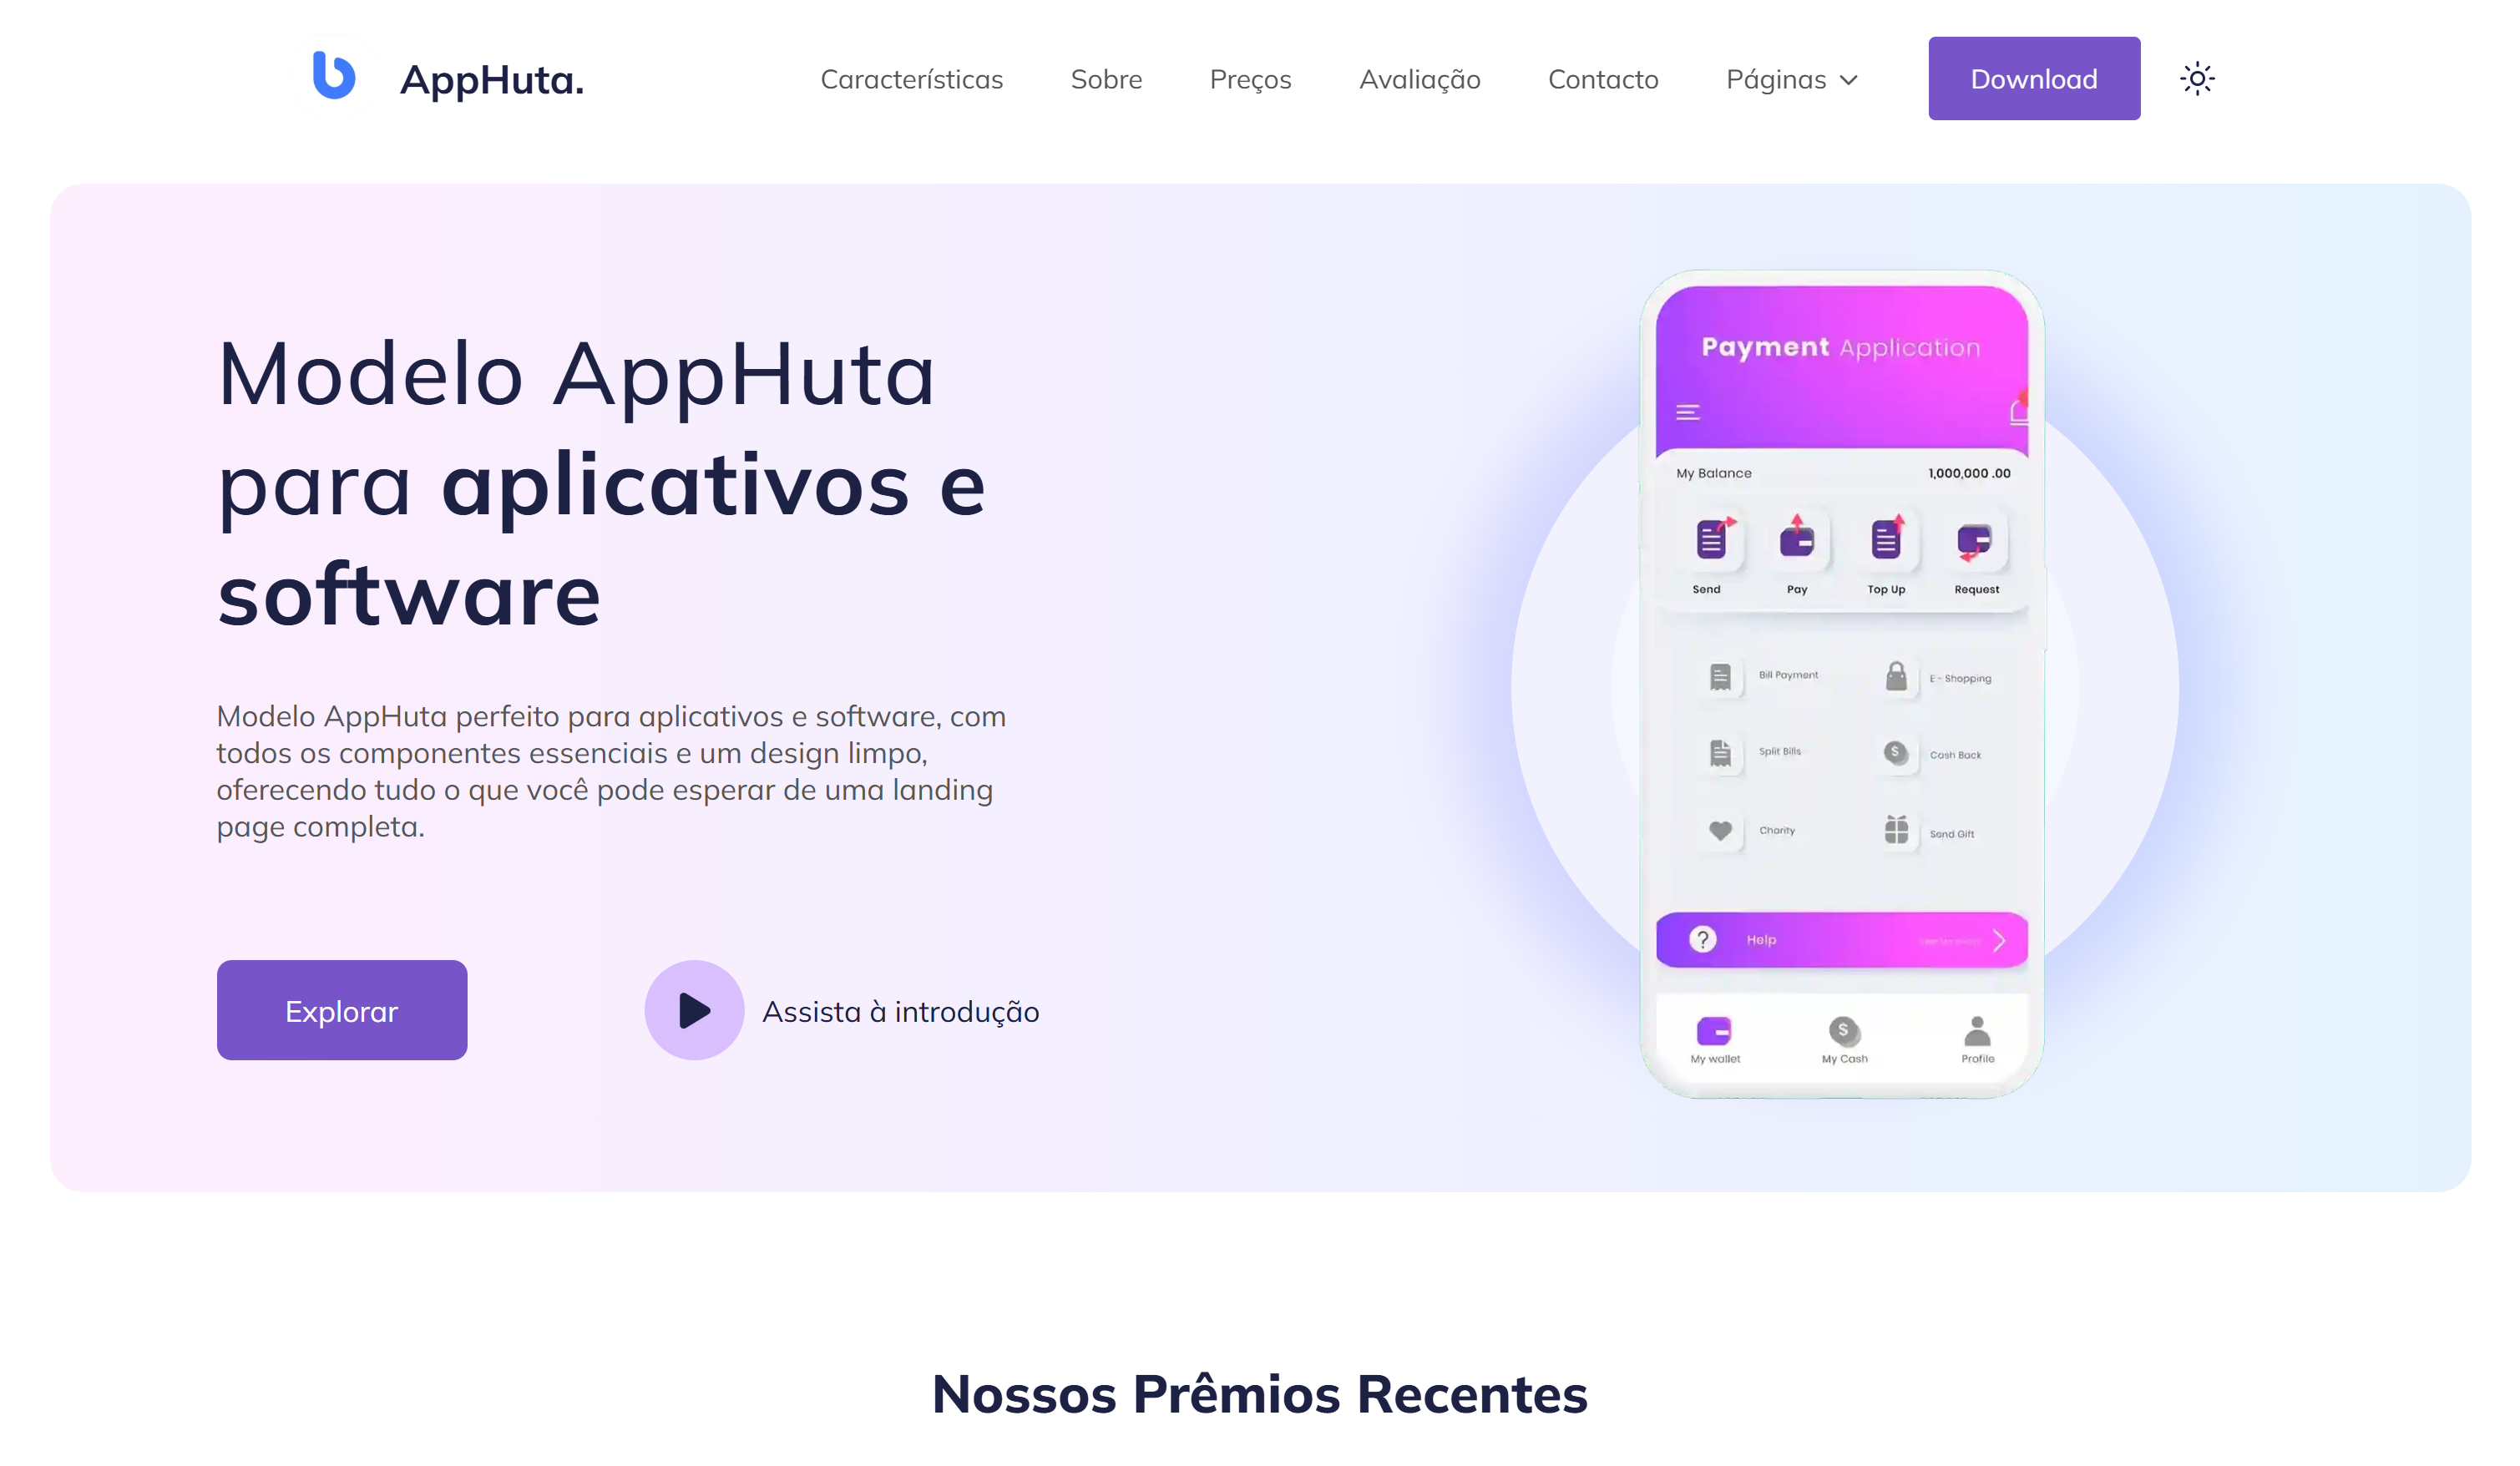 AppHuta.
Características
Sobre
Preços
Avaliação
Contacto
Páginas
Download
Modelo AppHuta
para aplicativos e
software
Modelo AppHuta perfeito para aplicativos e software, com
todos os componentes essenciais e um design limpo,
oferecendo tudo o que você pode esperar de uma landing
page completa.
Explorar
Assista à introdução
Payment Application
My Balance
1,000,000 .00
Send
Pay
Top Up
Request
Bill Payment
E - Shopping
Split Bills
Cash Back
Charity
Send Gift
Help
My wallet
My Cash
Profile
Nossos Prêmios Recentes